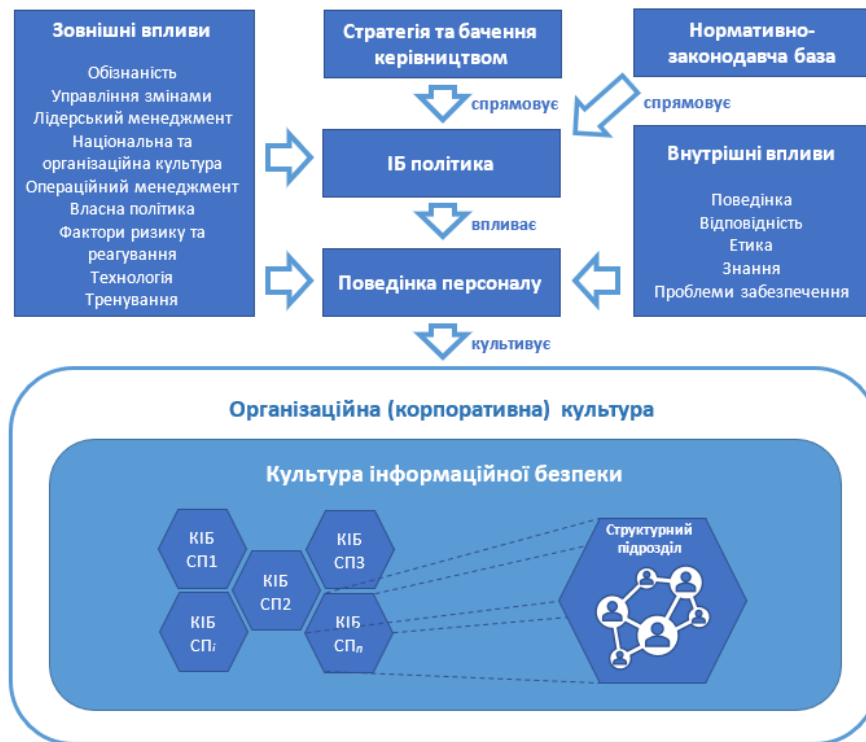 Зовнішні впливи
Обізнаність
Управління змінами
Лідерський менеджмент
Національна та
організаційна культура
Операційний менеджмент
Власна політика
Фактори ризику та
реагування
Технологія
Тренування
Стратегія та бачення
керівництвом
Нормативно-
законодавча база
спрямовує
спрямовує
ІБ політика
впливає
Внутрішні впливи
Поведінка
Відповідність
Етика
Знання
Проблеми забезпечення
Поведінка персоналу
культивує
Організаційна (корпоративна) культура
Культура інформаційної безпеки
КІБ
СП1
КІБ
СП2
КІБ
СП3
КІБ
СПi
КІБ
СПn
Структурний
підрозділ